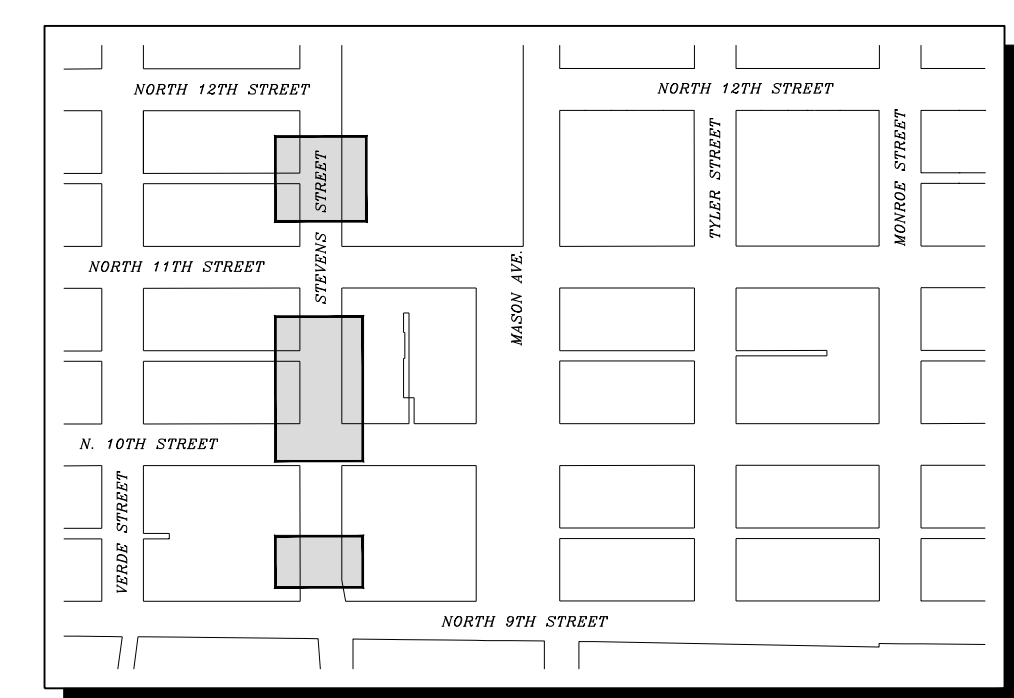 NORTH 12TH STREET
NORTH 12TH STREET
STEVENS STREET
TYLER STREET
MONROE STREET
NORTH 11TH STREET
MASON AVE.
N. 10TH STREET
VERDE STREET
NORTH 9TH STREET